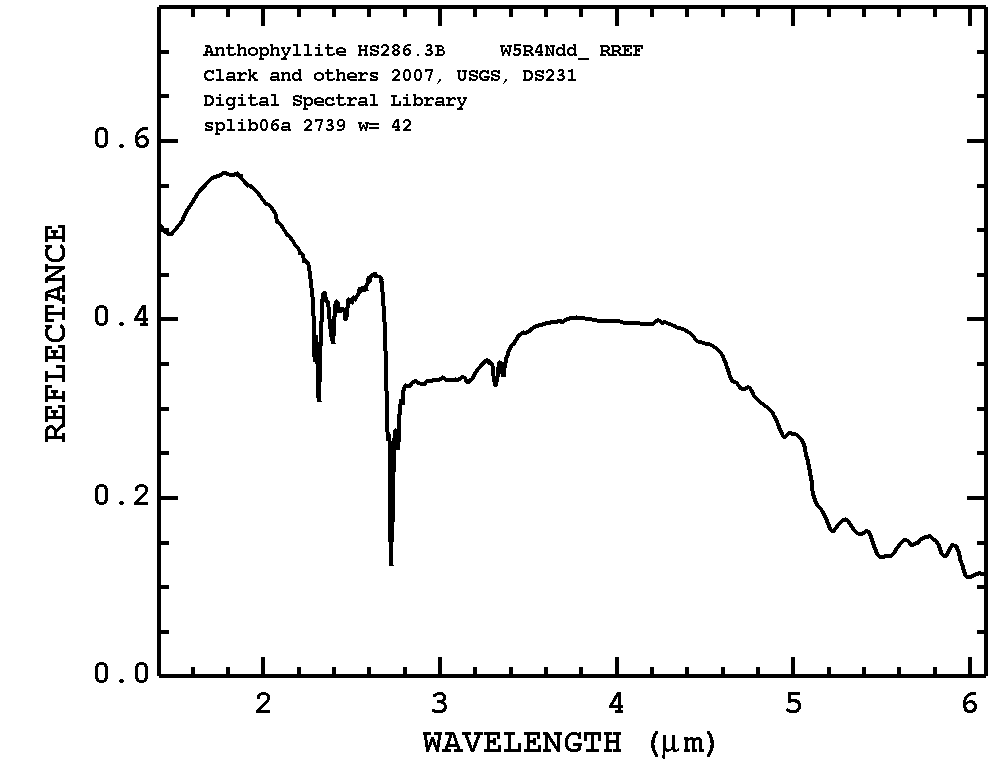 Anthophyllite HS286.3B W5R4Ndd_ RREF
Clark and others 2007, USGS, DS231
Digital Spectral Library
splib06a 2739 w= 42
REFLECTANCE
0.6
0.4
0.2
0.0
2 3 4 5 6
WAVELENGTH (μm)